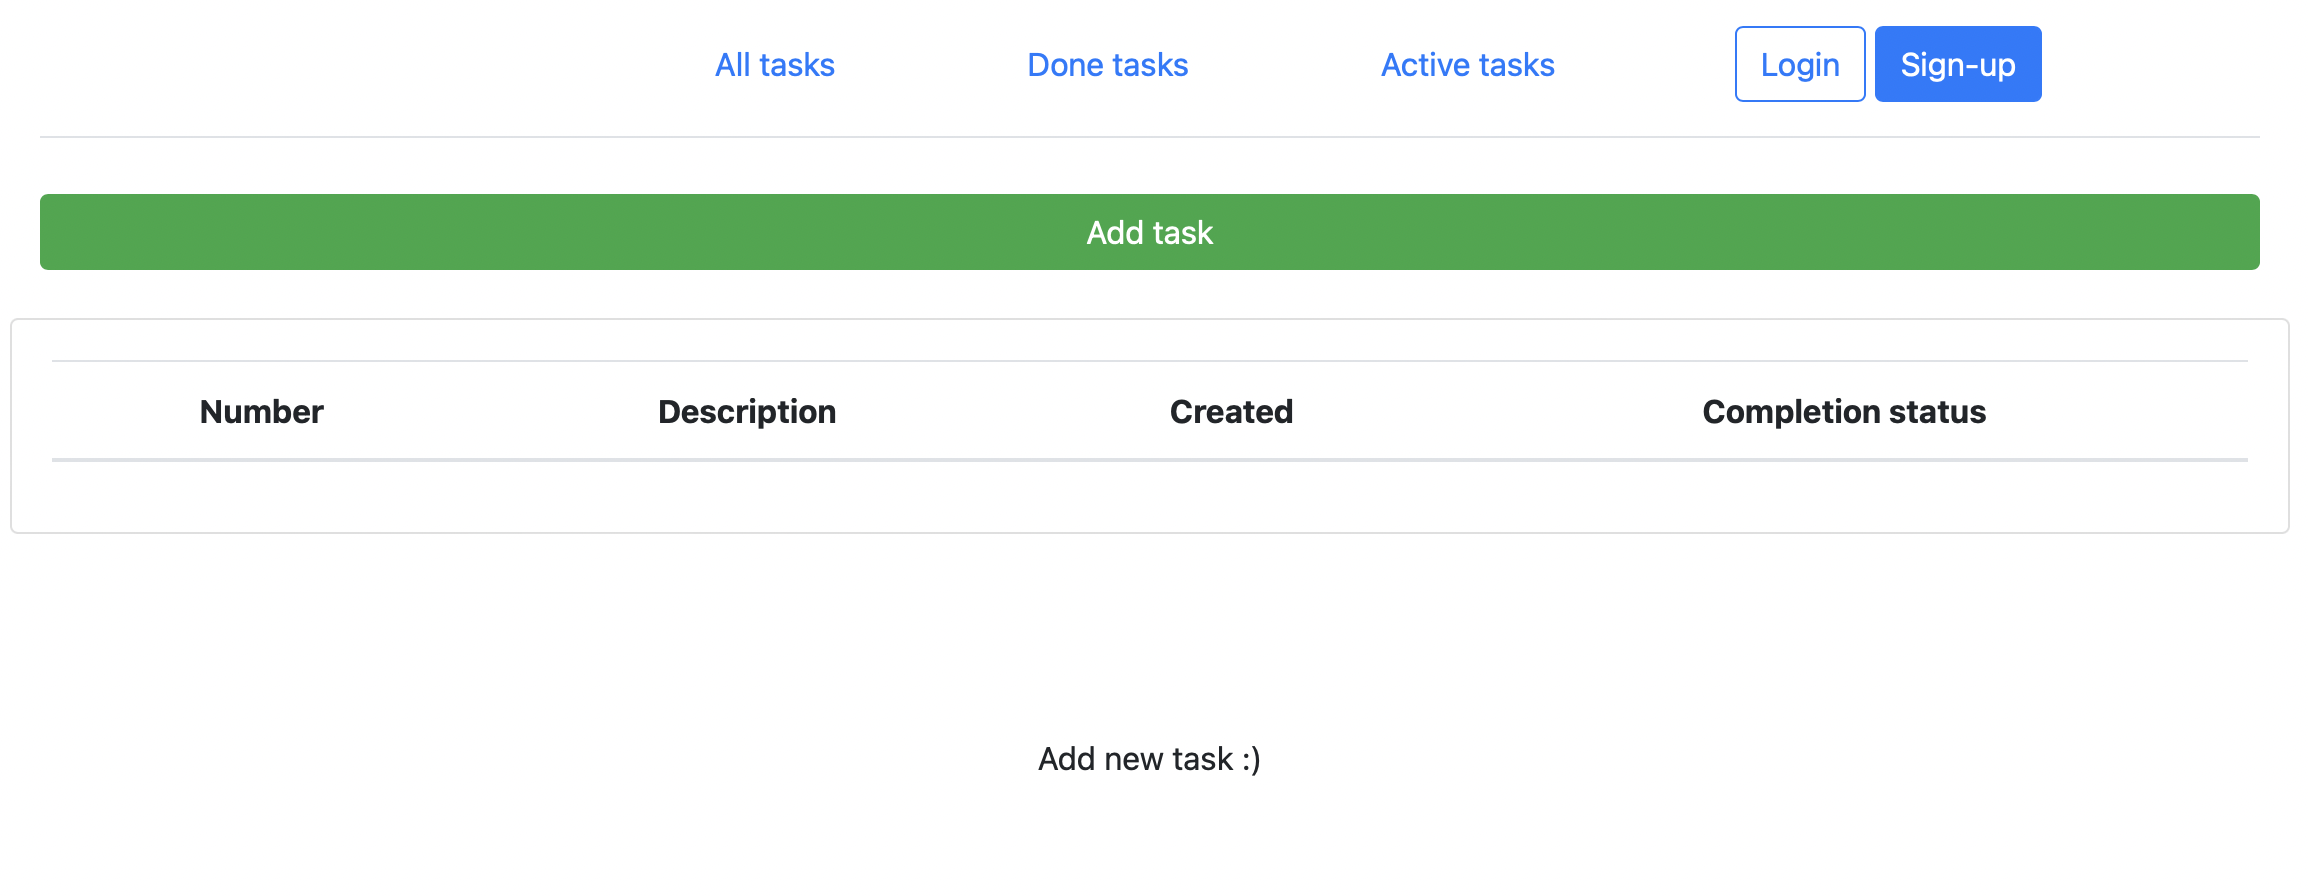 All tasks Done tasks Active tasks Login Sign-up
Add task
Number Description Created Completion status
Add new task :)